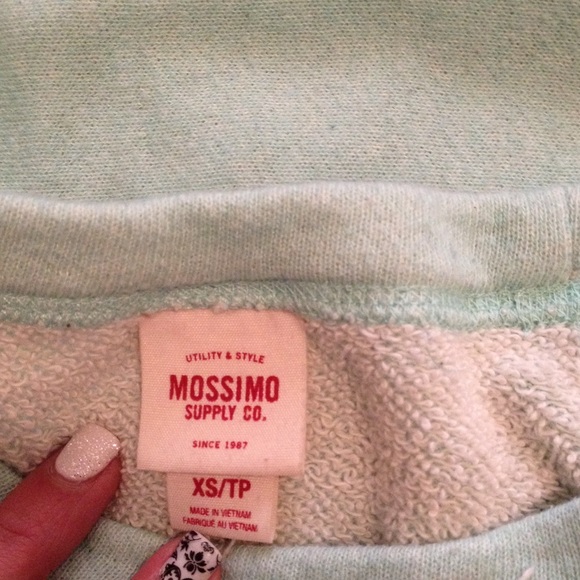 UTILITY & STYLE
MOSSIMO
SUPPLY CO.
SINCE 1987
XS/TP
MADE IN VIETNAM
FABRIQUÉ AU VIETNAM